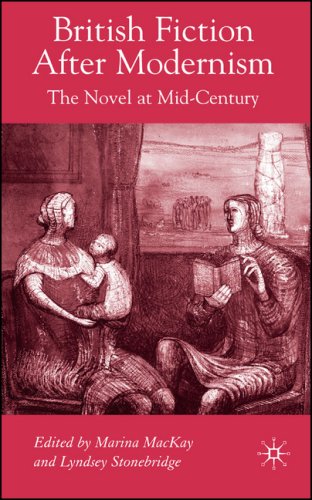 British Fiction
After Modernism
The Novel at Mid-Century
Edited by Marina MacKay
and Lyndsey Stonebridge